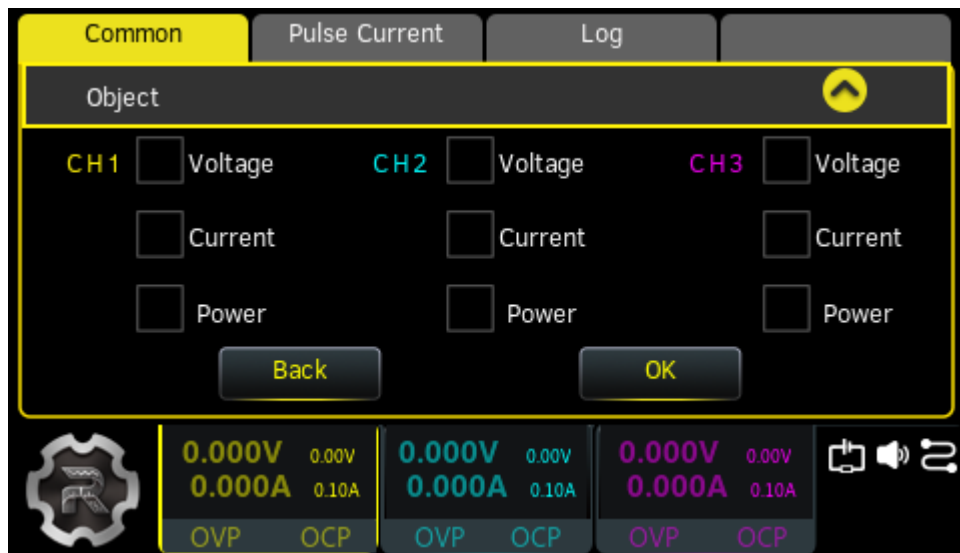 Common Pulse Current Log
Object
CH1 Voltage CH2 Voltage CH3 Voltage
Current Current Current
Power Power Power
Back OK
0.000V 0.00V 0.000V 0.00V 0.000V 0.00V
0.000A 0.10A 0.000A 0.10A 0.000A 0.10A
OVP OCP OVP OCP OVP OCP